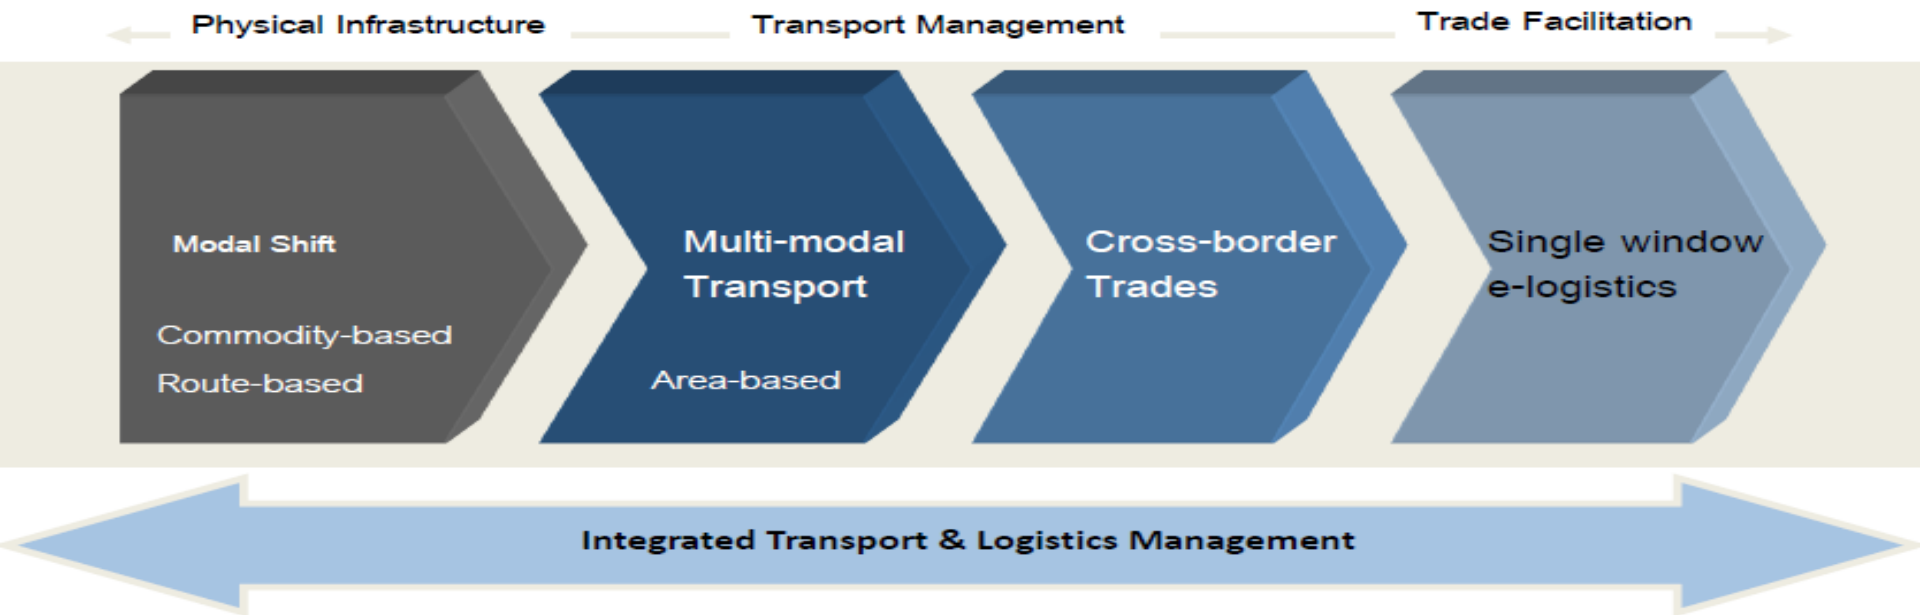 Physical Infrastructure
Transport Management
Trade Facilitation
Modal Shift
Commodity-based
Route-based
Multi-modal
Transport
Area-based
Cross-border
Trades
Single window
e-logistics
Integrated Transport & Logistics Management